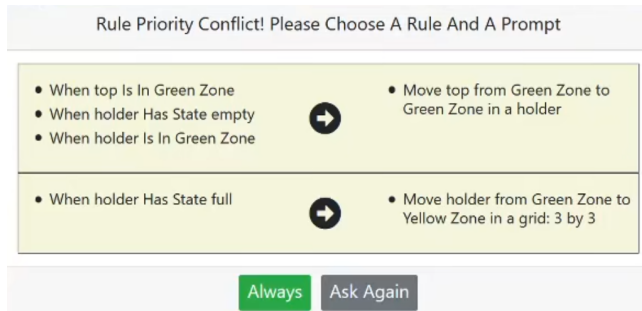 Rule Priority Conflict! Please Choose A Rule And A Prompt
• When top Is In Green Zone
• When holder Has State empty
• When holder Is In Green Zone
• Move top from Green Zone to
Green Zone in a holder
• When holder Has State full
• Move holder from Green Zone to
Yellow Zone in a grid: 3 by 3
Always
Ask Again